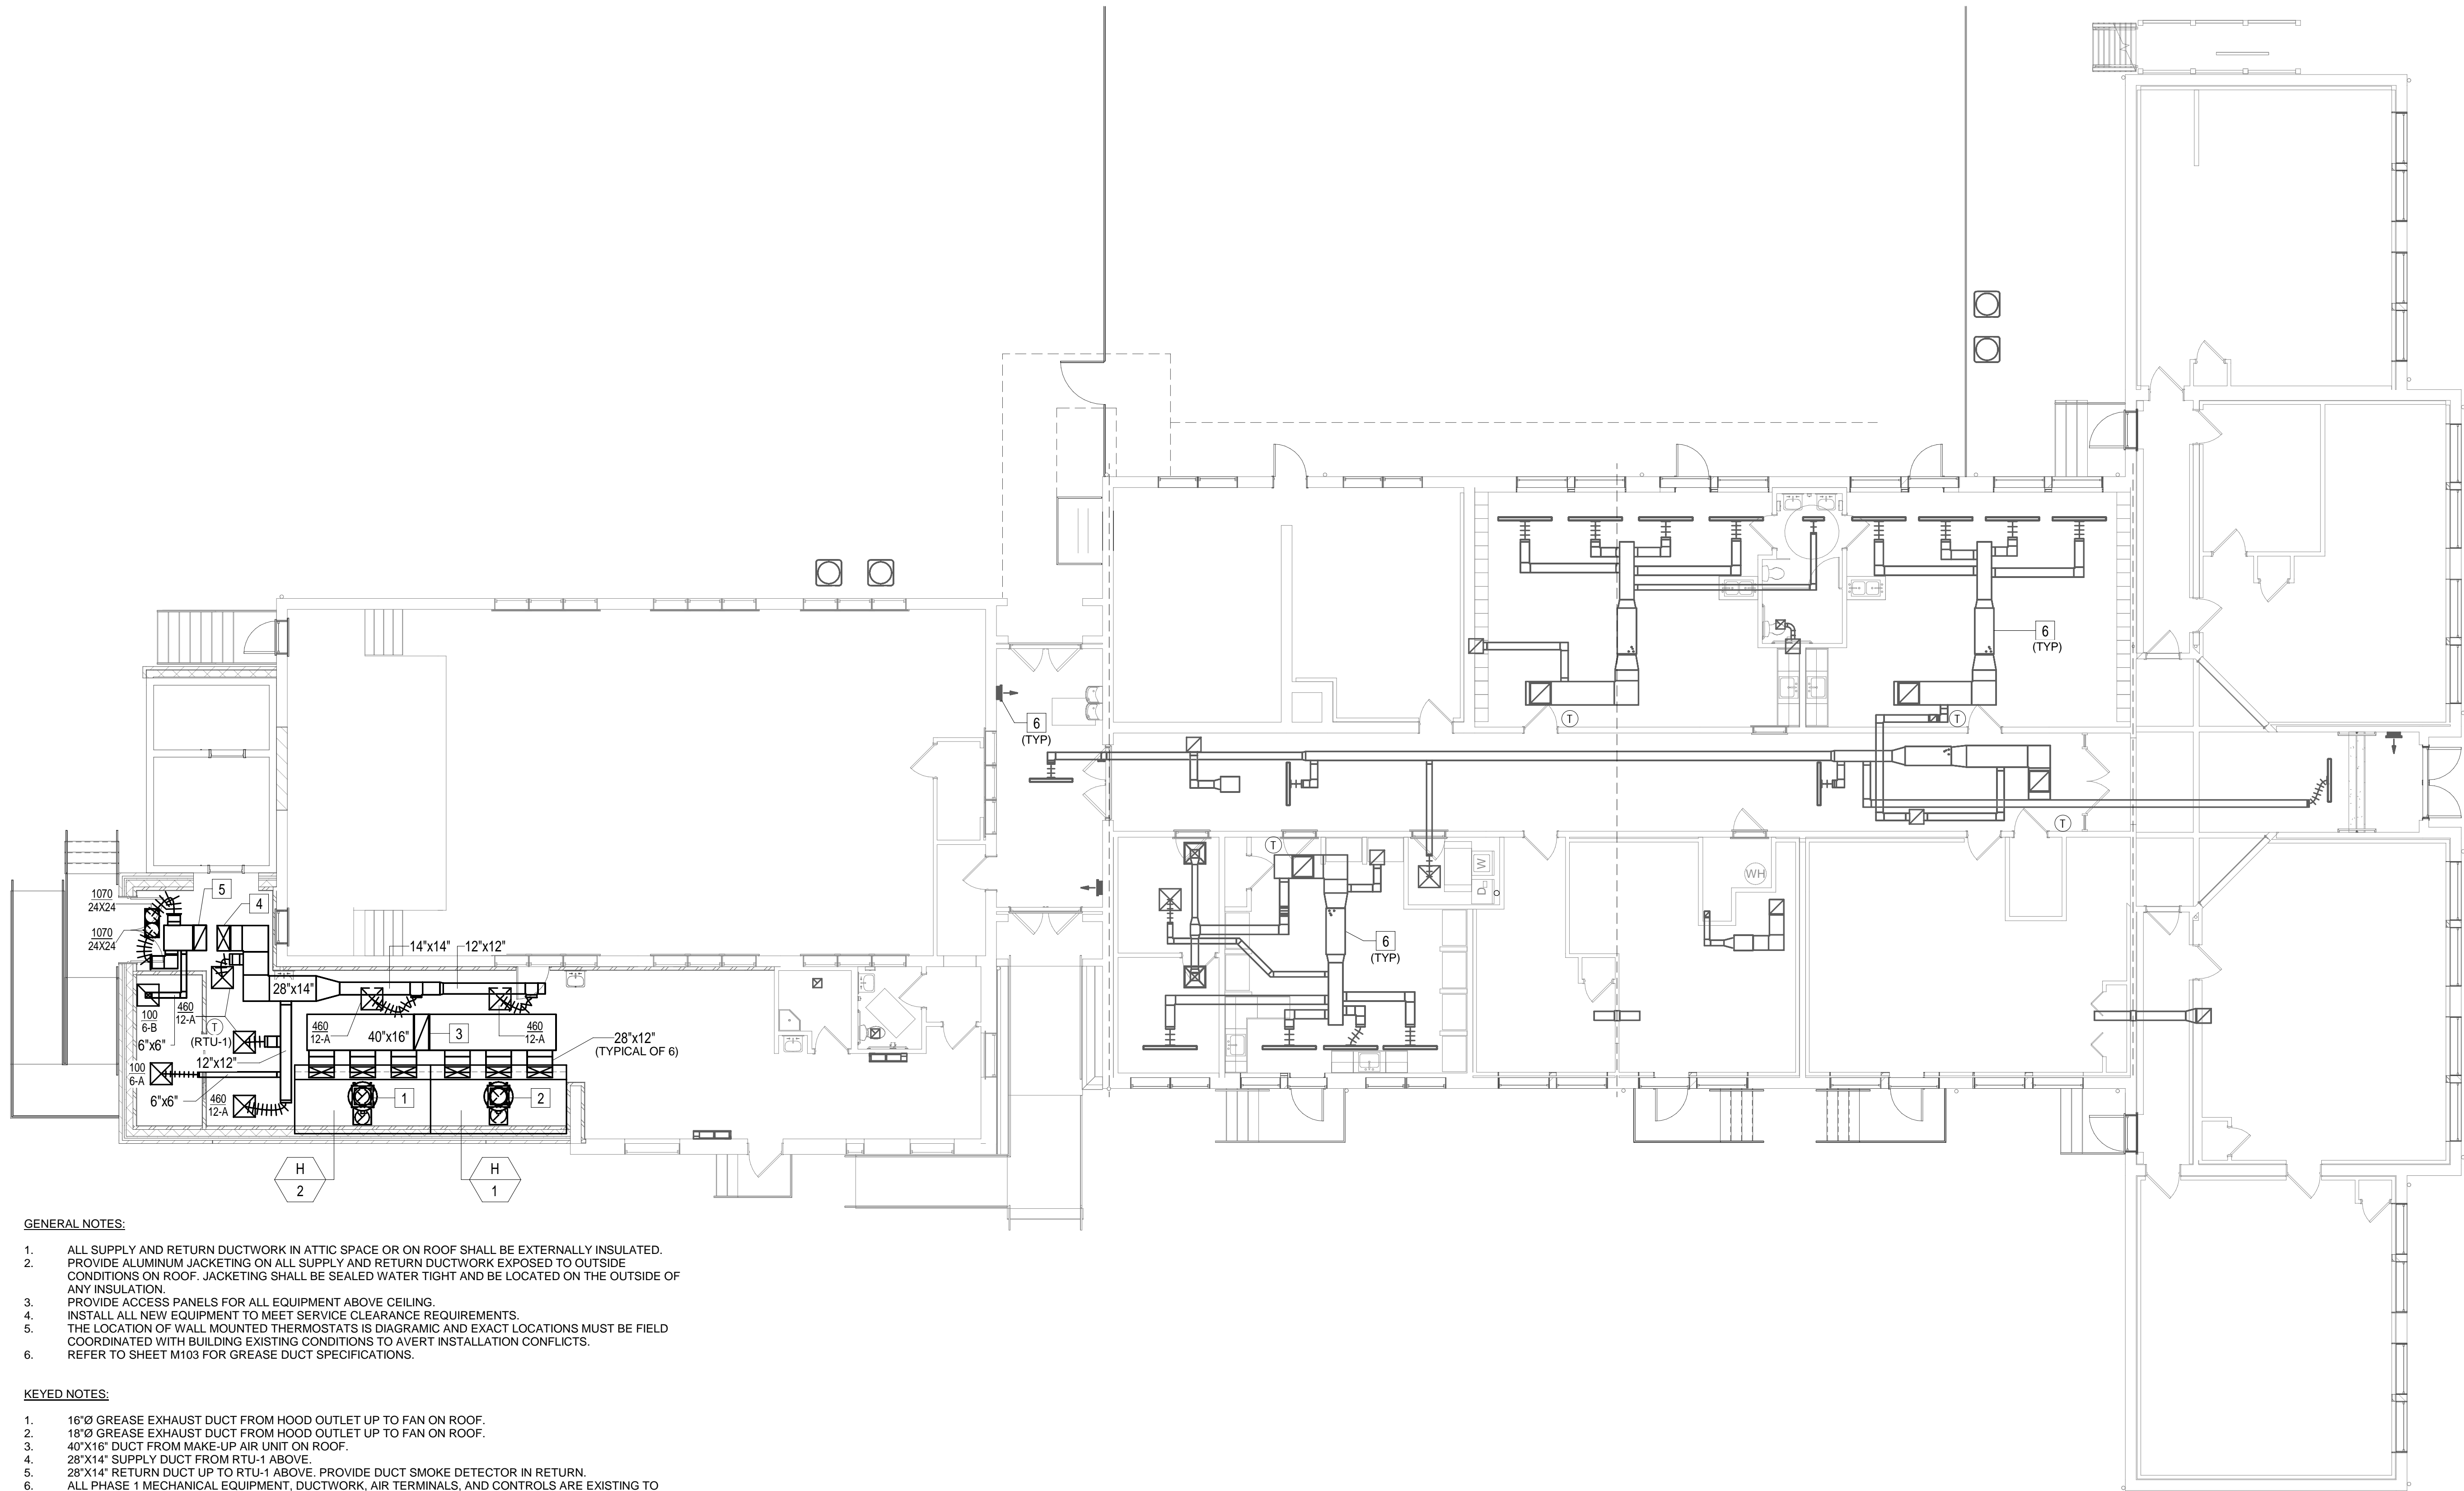 6
(TYP)
6
(TYP)
T
T
T
T
W
D
WH
6
(TYP)
1070
24X24
1070
24X24
5
4
14"x14"
12"x12"
28"x14"
100
6-B
460
12-A
T
(RTU-1)
6"x6"
12"x12"
460
12-A
40"x16"
3
460
12-A
28"x12"
(TYPICAL OF 6)
100
6-A
6"x6"
460
12-A
1
2
H
2
H
1
GENERAL NOTES:
1. ALL SUPPLY AND RETURN DUCTWORK IN ATTIC SPACE OR ON ROOF SHALL BE EXTERNALLY INSULATED.
2. PROVIDE ALUMINUM JACKETING ON ALL SUPPLY AND RETURN DUCTWORK EXPOSED TO OUTSIDE
CONDITIONS ON ROOF. JACKETING SHALL BE SEALED WATER TIGHT AND BE LOCATED ON THE OUTSIDE OF
ANY INSULATION.
3. PROVIDE ACCESS PANELS FOR ALL EQUIPMENT ABOVE CEILING.
4. INSTALL ALL NEW EQUIPMENT TO MEET SERVICE CLEARANCE REQUIREMENTS.
5. THE LOCATION OF WALL MOUNTED THERMOSTATS IS DIAGRAMIC AND EXACT LOCATIONS MUST BE FIELD
COORDINATED WITH BUILDING EXISTING CONDITIONS TO AVERT INSTALLATION CONFLICTS.
6. REFER TO SHEET M103 FOR GREASE DUCT SPECIFICATIONS.
KEYED NOTES:
1. 16"Ø GREASE EXHAUST DUCT FROM HOOD OUTLET UP TO FAN ON ROOF.
2. 18"Ø GREASE EXHAUST DUCT FROM HOOD OUTLET UP TO FAN ON ROOF.
3. 40"X16" DUCT FROM MAKE-UP AIR UNIT ON ROOF.
4. 28"X14" SUPPLY DUCT FROM RTU-1 ABOVE.
5. 28"X14" RETURN DUCT UP TO RTU-1 ABOVE. PROVIDE DUCT SMOKE DETECTOR IN RETURN.
6. ALL PHASE 1 MECHANICAL EQUIPMENT, DUCTWORK, AIR TERMINALS, AND CONTROLS ARE EXISTING TO